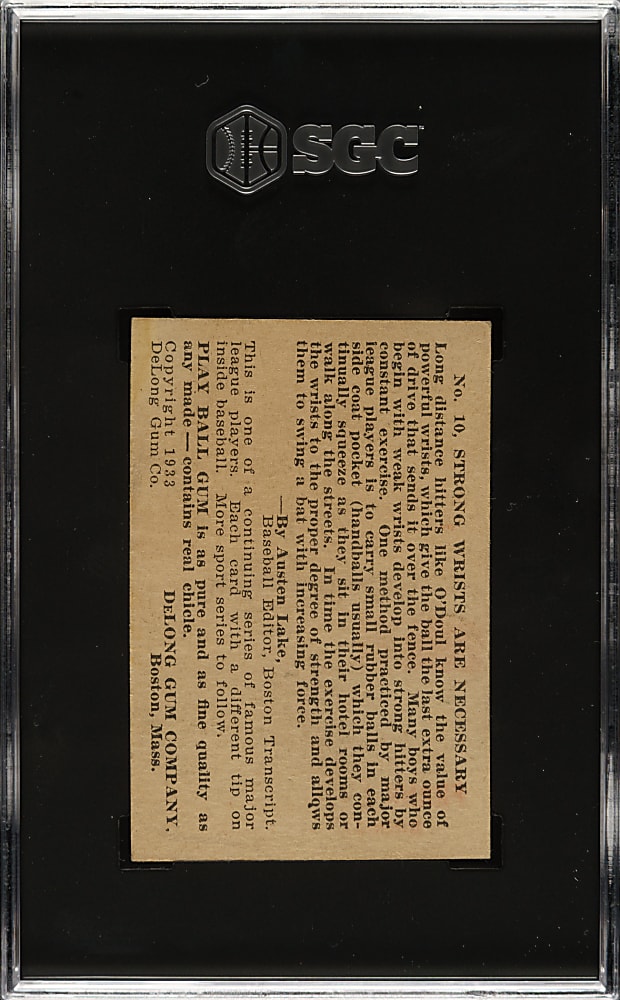 SGC
No. 10, STRONG WRISTS ARE NECESSARY
Long distance hitters like O'Doul know the value of
powerful wrists, which give the ball the last extra ounce
of drive that sends it over the fence. Many boys who
begin with weak wrists develop into strong hitters by
constant exercise. One method practiced by major
league players is to carry small rubber balls in each
side coat pocket (handballs usually) which they con-
tinually squeeze as they sit in their hotel rooms or
walk along the streets. In time the exercise develops
the wrists to the proper degree of strength and allows
them to swing a bat with increasing force.
—By Austen Lake,
Baseball Editor, Boston Transcript.
This is one of a continuing series of famous major
league players. Each card with a different tip on
inside baseball. More sport series to follow.
PLAY BALL GUM is as pure and as fine quality as
any made — contains real chicle.
Copyright 1933 DeLONG GUM COMPANY,
DeLong Gum Co. Boston, Mass.